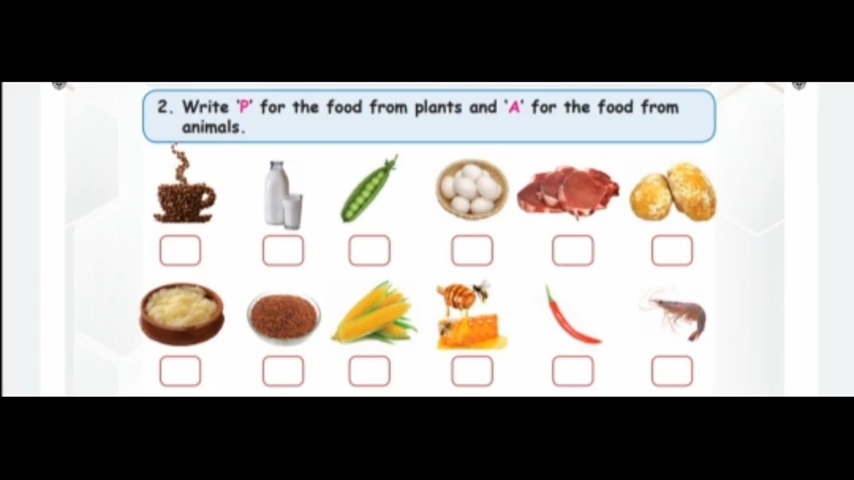 2. Write 'P' for the food from plants and 'A' for the food from
animals.